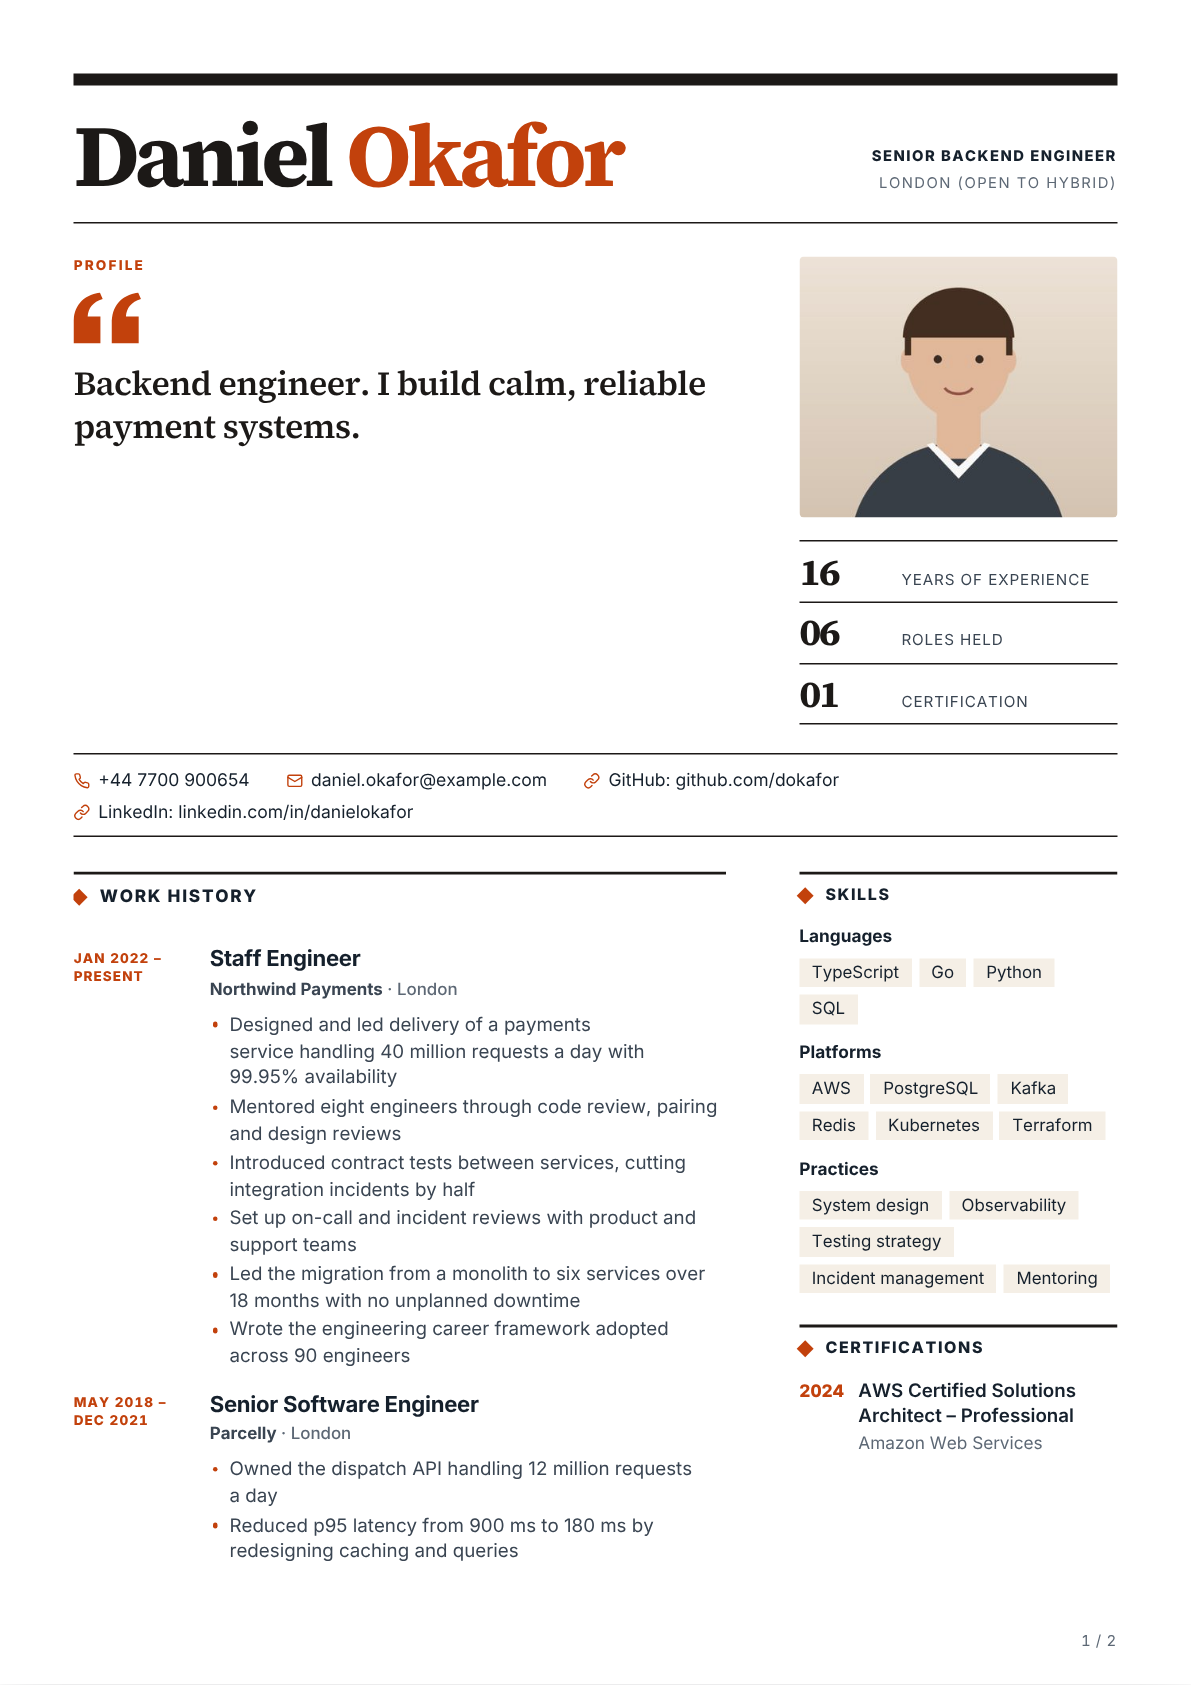 Daniel Okafor
SENIOR BACKEND ENGINEER
LONDON (OPEN TO HYBRID)
PROFILE
“
Backend engineer. I build calm, reliable
payment systems.
16 YEARS OF EXPERIENCE
06 ROLES HELD
01 CERTIFICATION
+44 7700 900654 daniel.okafor@example.com GitHub: github.com/dokafor
LinkedIn: linkedin.com/in/danielokafor
WORK HISTORY
JAN 2022 –
PRESENT
Staff Engineer
Northwind Payments · London
• Designed and led delivery of a payments
service handling 40 million requests a day with
99.95% availability
• Mentored eight engineers through code review, pairing
and design reviews
• Introduced contract tests between services, cutting
integration incidents by half
• Set up on-call and incident reviews with product and
support teams
• Led the migration from a monolith to six services over
18 months with no unplanned downtime
• Wrote the engineering career framework adopted
across 90 engineers
MAY 2018 –
DEC 2021
Senior Software Engineer
Parcelly · London
• Owned the dispatch API handling 12 million requests
a day
• Reduced p95 latency from 900 ms to 180 ms by
redesigning caching and queries
SKILLS
Languages
TypeScript Go Python
SQL
Platforms
AWS PostgreSQL Kafka
Redis Kubernetes Terraform
Practices
System design Observability
Testing strategy
Incident management Mentoring
CERTIFICATIONS
2024 AWS Certified Solutions
Architect – Professional
Amazon Web Services
1 / 2